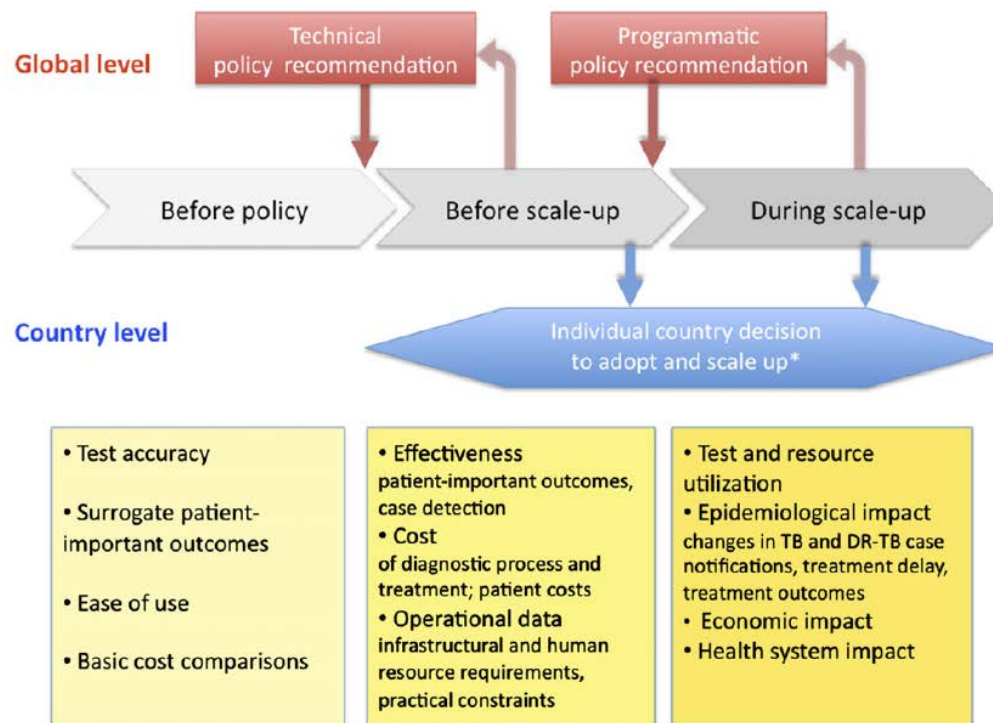 Global level
Technical
policy recommendation
Programmatic
policy recommendation
Before policy
Before scale-up
During scale-up
Country level
Individual country decision
to adopt and scale up*
• Test accuracy
• Surrogate patient-
important outcomes
• Ease of use
• Basic cost comparisons
• Effectiveness
patient-important outcomes,
case detection
• Cost
of diagnostic process and
treatment; patient costs
• Operational data
infrastructural and human
resource requirements,
practical constraints
• Test and resource
utilization
• Epidemiological impact
changes in TB and DR-TB case
notifications, treatment delay,
treatment outcomes
• Economic impact
• Health system impact